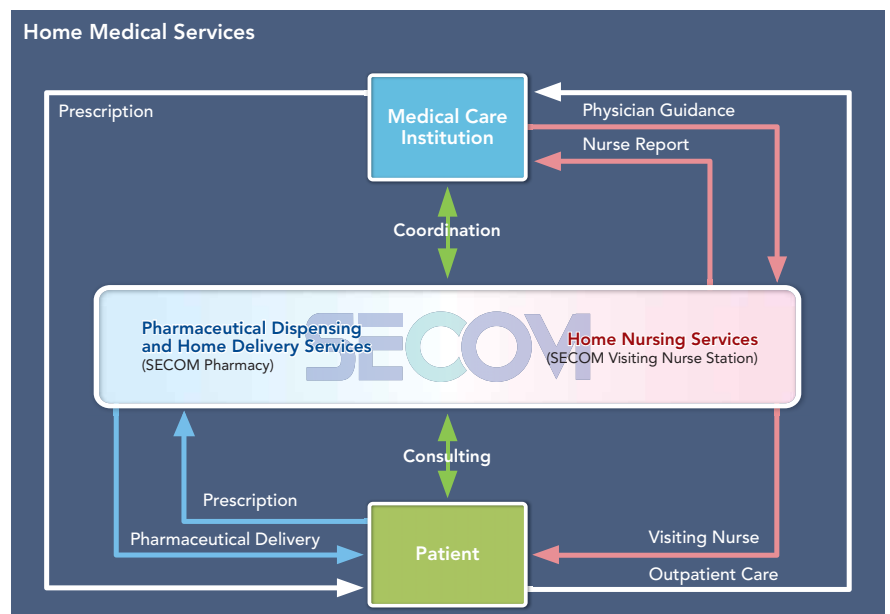 Home Medical Services
Prescription
Medical Care
Institution
Physician Guidance
Nurse Report
Coordination
SECOM
Pharmaceutical Dispensing
and Home Delivery Services
(SECOM Pharmacy)
Home Nursing Services
(SECOM Visiting Nurse Station)
Consulting
Prescription
Pharmaceutical Delivery
Patient
Visiting Nurse
Outpatient Care